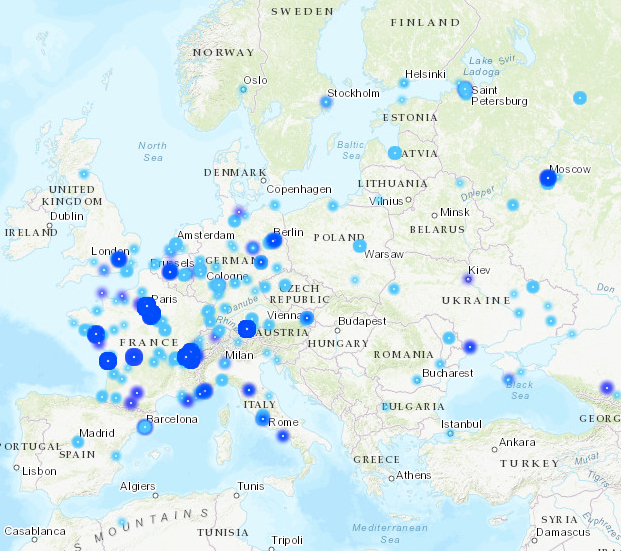 SWEDEN
FINLAND
NORWAY
Lake Svir
Ladoga
Helsinki
Oslo
Stockholm
Saint
Petersburg
ESTONIA
North
Sea
Baltic
Sea
LATVIA
Moscow
DENMARK
UNITED
KINGDOM
Copenhagen
LITHUANIA
Vilnius
Dnieper
Dublin
Minsk
IRELAND
Amsterdam
Berlin
POLAND
BELARUS
London
Warsaw
Brussels
GERMANY
Cologne
Kiev
CZECH
REPUBLIC
Don
Paris
Danube
UKRAINE
Rhine
Vienna
Budapest
AUSTRIA
FRANCE
HUNGARY
Milan
ROMANIA
Bucharest
Black
Sea
ITALY
BULGARIA
Barcelona
Rome
GEORG
Istanbul
Madrid
PORTUGAL
SPAIN
Ankara
GREECE
TURKEY
Murat
Lisbon
Athens
Tigris
Algiers
Tunis
Euphrates
S MOUNTAINS
SYRIA
Casablanca
TUNISIA
Mediterranean
Sea
Damascus
Tripoli